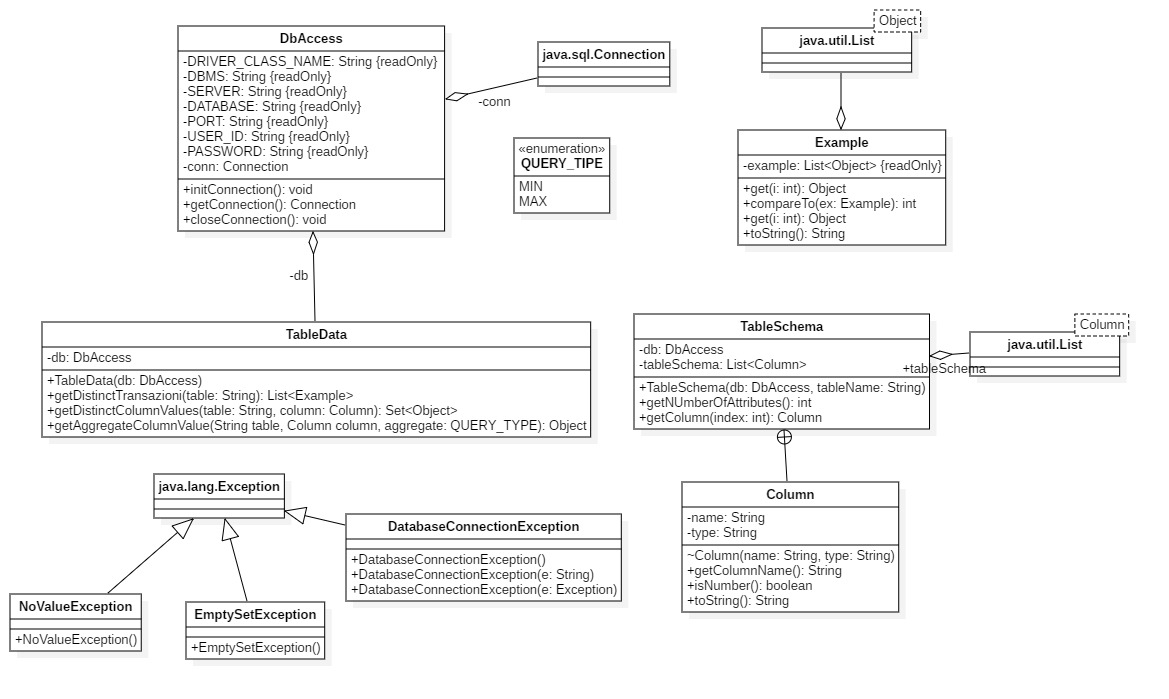 DbAccess
-DRIVER_CLASS_NAME: String {readOnly}
-DBMS: String {readOnly}
-SERVER: String {readOnly}
-DATABASE: String {readOnly}
-PORT: String {readOnly}
-USER_ID: String {readOnly}
-PASSWORD: String {readOnly}
-conn: Connection
+initConnection(): void
+getConnection(): Connection
+closeConnection(): void
java.sql.Connection
-conn
«enumeration»
QUERY_TIPE
MIN
MAX
Object
java.util.List
Example
-example: List<Object> {readOnly}
+get(i: int): Object
+compareTo(ex: Example): int
+get(i: int): Object
+toString(): String
-db
TableData
-db: DbAccess
+TableData(db: DbAccess)
+getDistinctTransazioni(table: String): List<Example>
+getDistinctColumnValues(table: String, column: Column): Set<Object>
+getAggregateColumnValue(String table, Column column, aggregate: QUERY_TYPE): Object
TableSchema
-db: DbAccess
-tableSchema: List<Column>
+TableSchema(db: DbAccess, tableName: String)
+getNUmberOfAttributes(): int
+getColumn(index: int): Column
Column
java.util.List
+tableSchema
Column
-name: String
-type: String
~Column(name: String, type: String)
+getColumnName(): String
+isNumber(): boolean
+toString(): String
java.lang.Exception
DatabaseConnectionException
+DatabaseConnectionException()
+DatabaseConnectionException(e: String)
+DatabaseConnectionException(e: Exception)
NoValueException
+NoValueException()
EmptySetException
+EmptySetException()